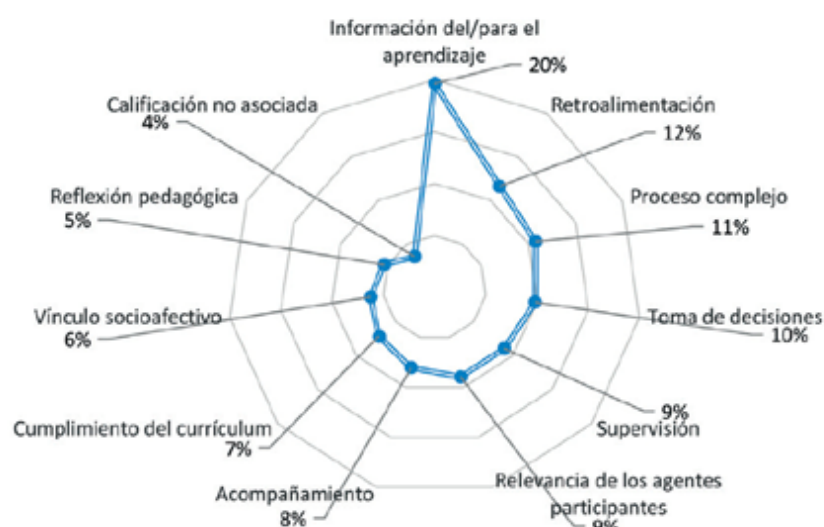 Información del/para el
aprendizaje
20%
Retroalimentación
12%
Proceso complejo
11%
Toma de decisiones
10%
9%
Supervisión
Relevancia de los agentes
participantes
9%
Acompañamiento
8%
Cumplimiento del currículum
7%
Vínculo socioafectivo
6%
Reflexión pedagógica
5%
Calificación no asociada
4%